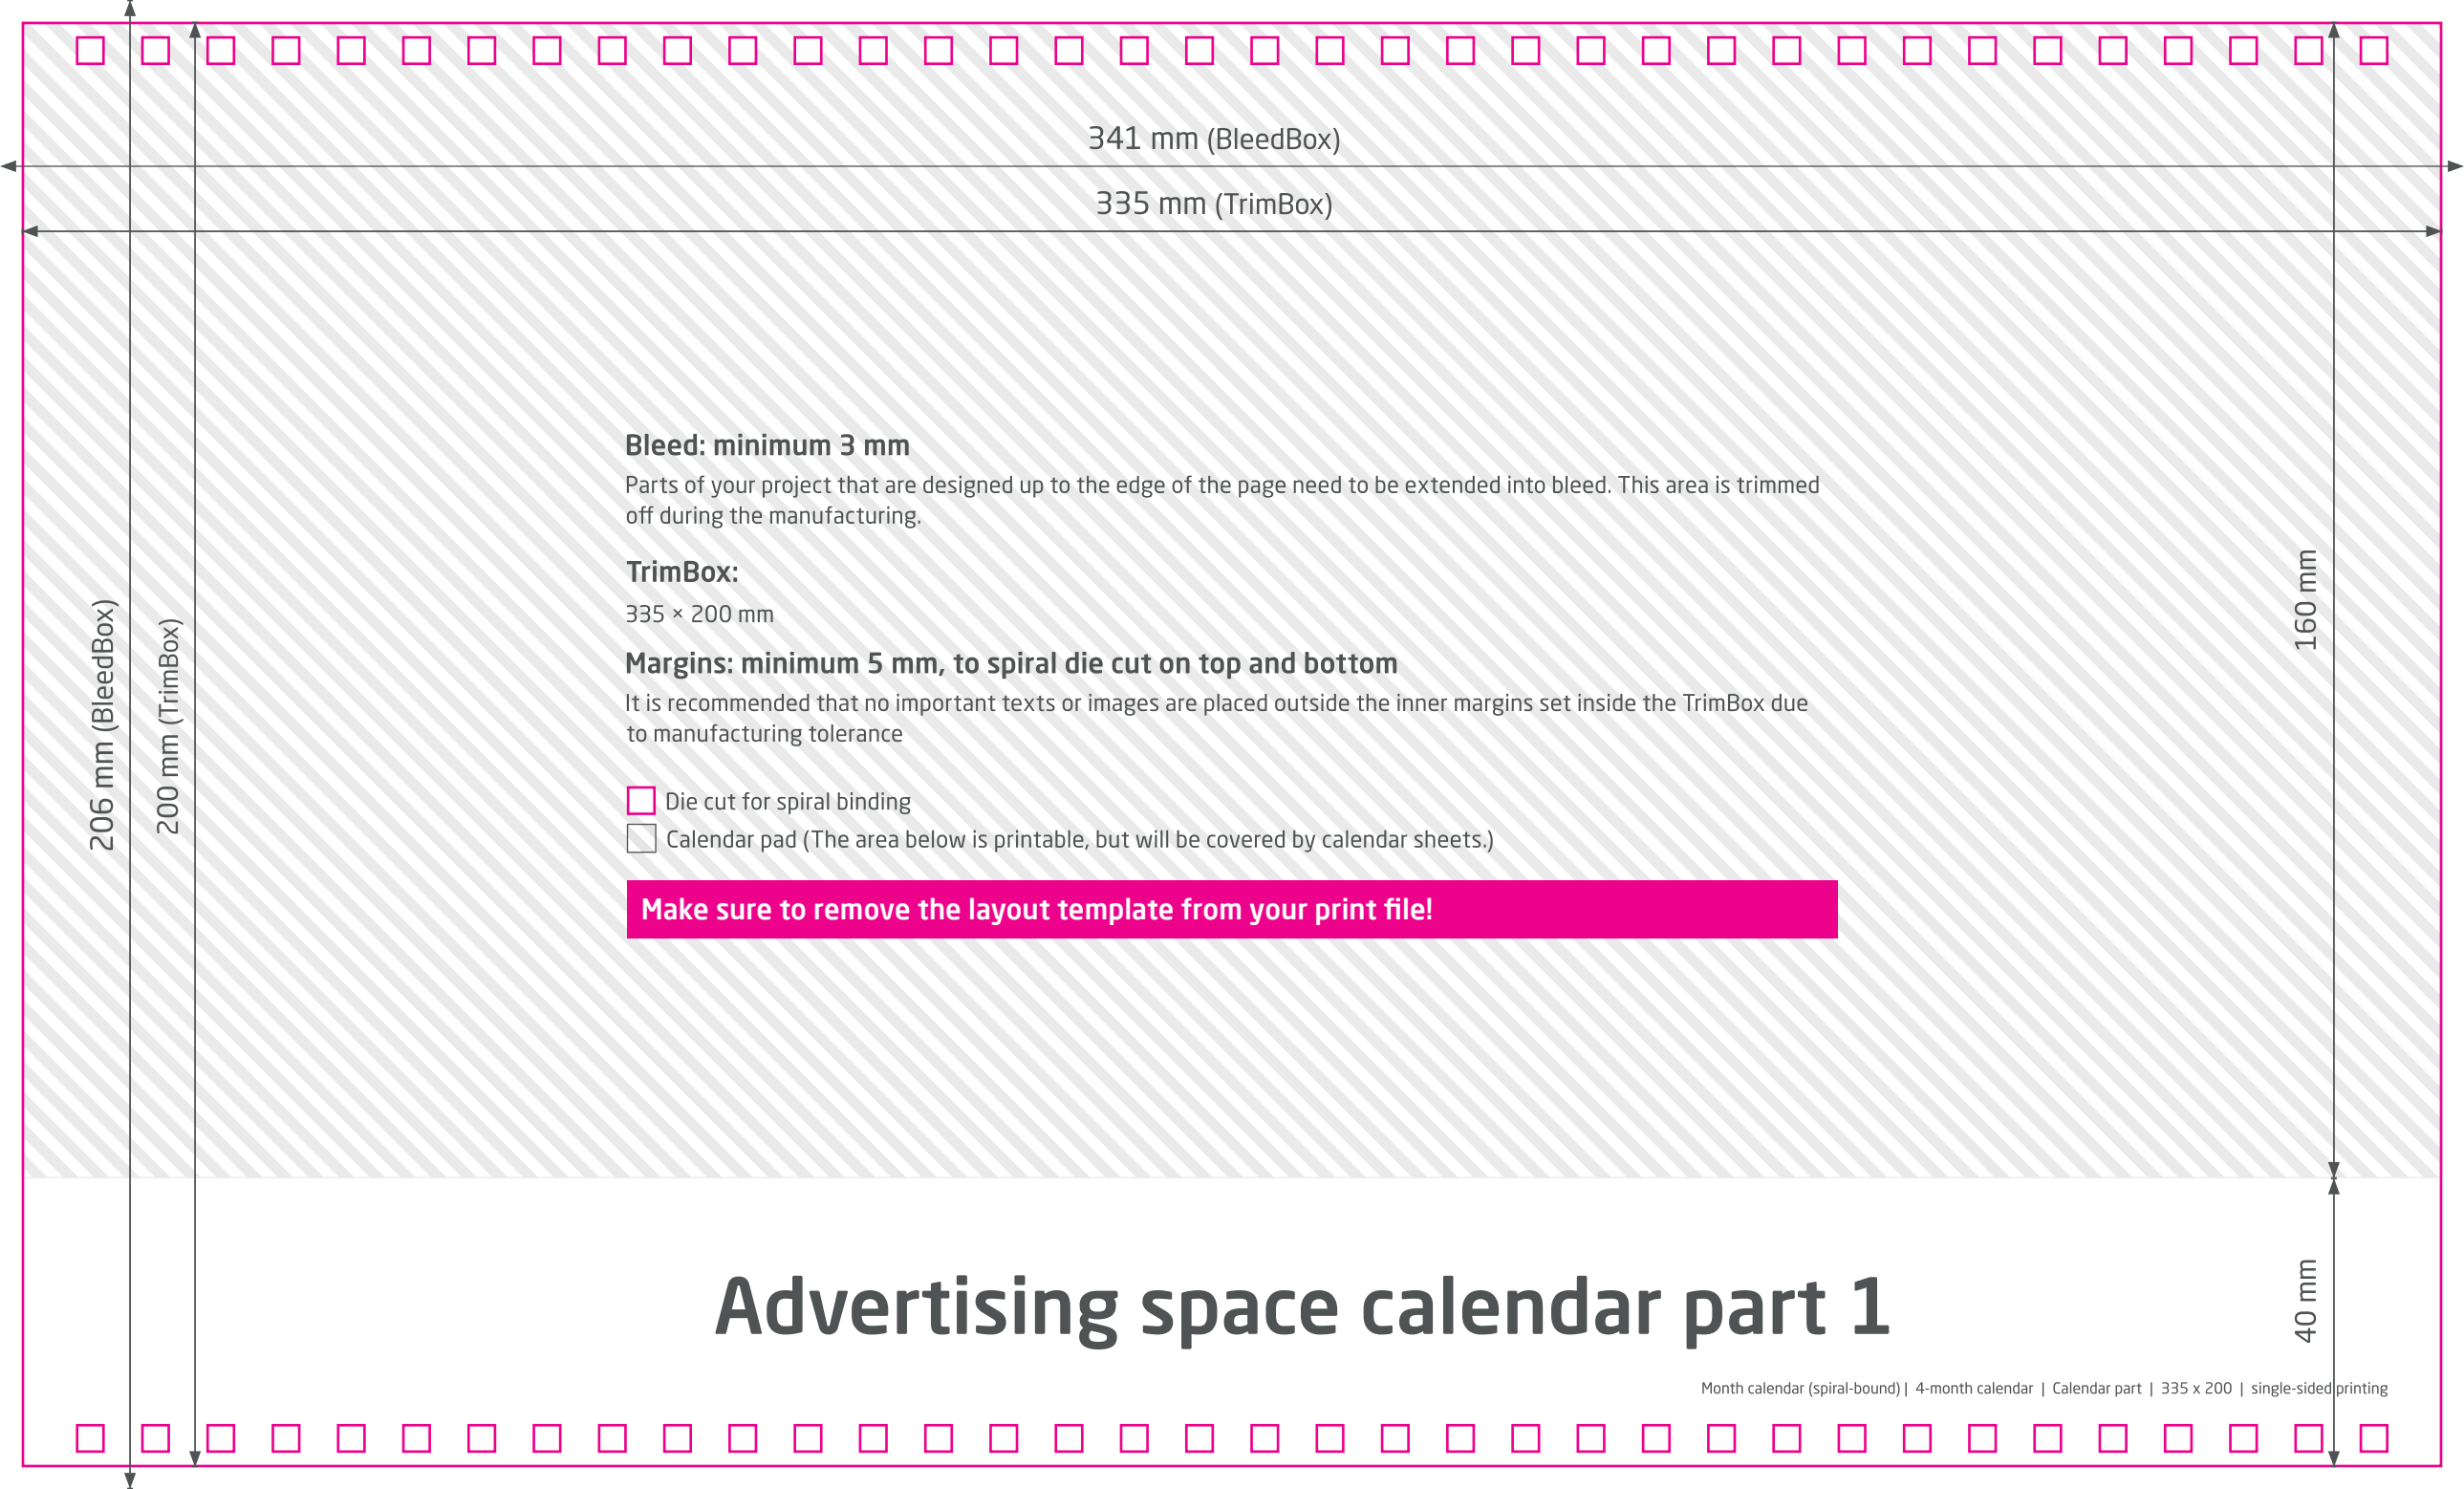 341 mm (BleedBox)
335 mm (TrimBox)
Bleed: minimum 3 mm
Parts of your project that are designed up to the edge of the page need to be extended into bleed. This area is trimmed
off during the manufacturing.
TrimBox:
335 × 200 mm
Margins: minimum 5 mm, to spiral die cut on top and bottom
It is recommended that no important texts or images are placed outside the inner margins set inside the TrimBox due
to manufacturing tolerance
Die cut for spiral binding
Calendar pad (The area below is printable, but will be covered by calendar sheets.)
Make sure to remove the layout template from your print file!
206 mm (BleedBox)
200 mm (TrimBox)
160 mm
40 mm
Advertising space calendar part 1
Month calendar (spiral-bound) | 4-month calendar | Calendar part | 335 x 200 | single-sided printing